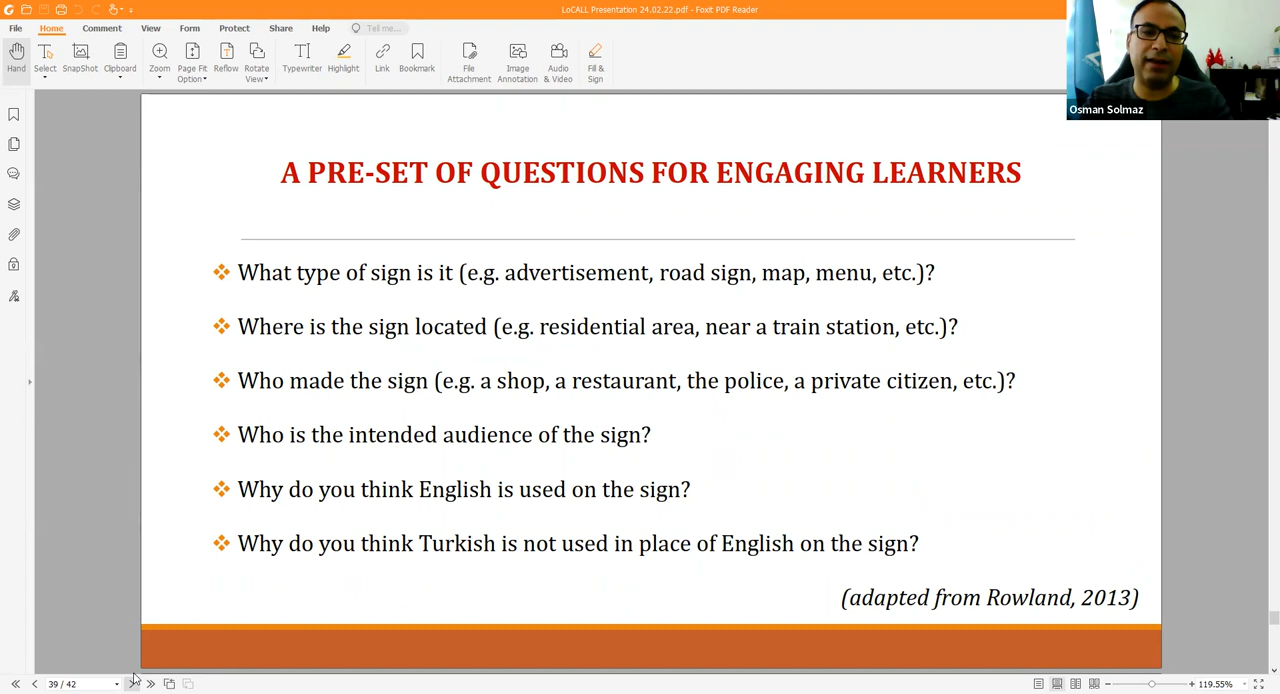 LoCALL Presentation 24.02.22.pdf - Foxit PDF Reader
File Home Comment View Form Protect Share Help Tell me...
Hand Select SnapShot Clipboard Zoom Page Fit Option Reflow Rotate View Typewriter Highlight Link Bookmark File Attachment Image Annotation Audio & Video Fill & Sign
Osman Solmaz
A PRE-SET OF QUESTIONS FOR ENGAGING LEARNERS
What type of sign is it (e.g. advertisement, road sign, map, menu, etc.)?
Where is the sign located (e.g. residential area, near a train station, etc.)?
Who made the sign (e.g. a shop, a restaurant, the police, a private citizen, etc.)?
Who is the intended audience of the sign?
Why do you think English is used on the sign?
Why do you think Turkish is not used in place of English on the sign?
(adapted from Rowland, 2013)
39 / 42
119.55%